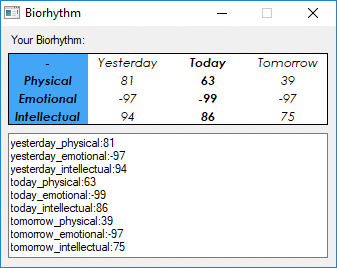 Biorhythm
Your Biorhythm:
- Yesterday Today Tomorrow
Physical 81 63 39
Emotional -97 -99 -97
Intellectual 94 86 75
yesterday_physical:81
yesterday_emotional:-97
yesterday_intellectual:94
today_physical:63
today_emotional:-99
today_intellectual:86
tomorrow_physical:39
tomorrow_emotional:-97
tomorrow_intellectual:75